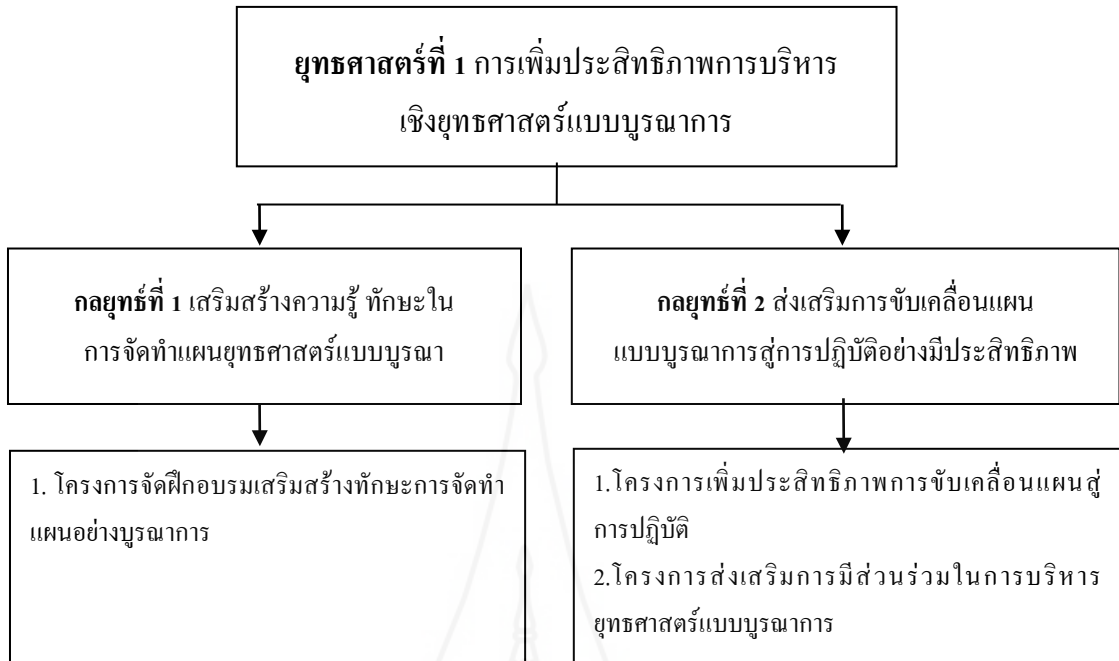 ยุทธศาสตร์ที่ 1 การเพิ่มประสิทธิภาพการบริหาร
เชิงยุทธศาสตร์แบบบูรณาการ
กลยุทธ์ที่ 1 เสริมสร้างความรู้ ทักษะใน
การจัดทำแผนยุทธศาสตร์แบบบูรณา
กลยุทธ์ที่ 2 ส่งเสริมการขับเคลื่อนแผน
แบบบูรณาการสู่การปฏิบัติอย่างมีประสิทธิภาพ
1. โครงการจัดฝึกอบรมเสริมสร้างทักษะการจัดทำ
แผนอย่างบูรณาการ
1.โครงการเพิ่มประสิทธิภาพการขับเคลื่อนแผนสู่
การปฏิบัติ
2.โครงการส่งเสริมการมีส่วนร่วมในการบริหาร
ยุทธศาสตร์แบบบูรณาการ